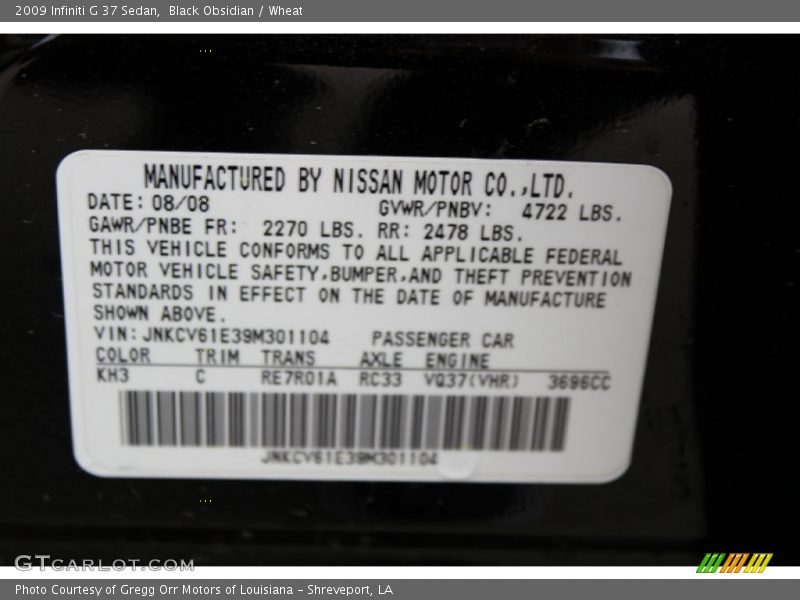 2009 Infiniti G 37 Sedan,  Black Obsidian / Wheat
MANUFACTURED BY NISSAN MOTOR CO.,LTD.
DATE: 08/08 GVWR/PNBV: 4722 LBS.
GAWR/PNBE FR: 2270 LBS. RR: 2478 LBS.
THIS VEHICLE CONFORMS TO ALL APPLICABLE FEDERAL
MOTOR VEHICLE SAFETY,BUMPER,AND THEFT PREVENTION
STANDARDS IN EFFECT ON THE DATE OF MANUFACTURE
SHOWN ABOVE.
VIN: JNKCV61E39M301104 PASSENGER CAR
COLOR TRIM TRANS AXLE ENGINE
KH3 C RE7R01A RC33 VQ37(VHR) 3696CC
JNKCV61E39M301104
GTCARLOT.COM
Photo Courtesy of Gregg Orr Motors of Louisiana – Shreveport, LA